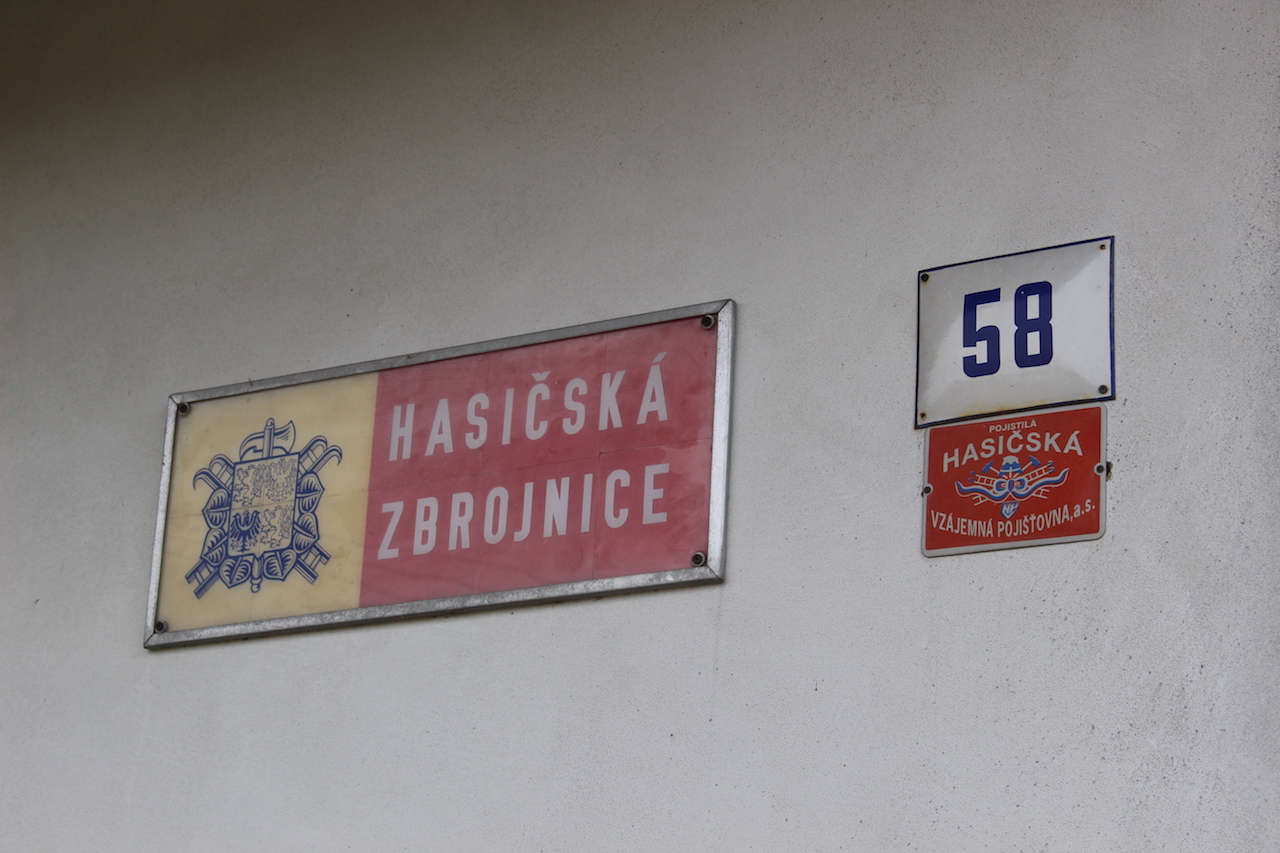 HASIČSKÁ
ZBROJNICE
58
POJISTILA
HASIČSKÁ
VZÁJEMNÁ POJIŠŤOVNA,a.s.